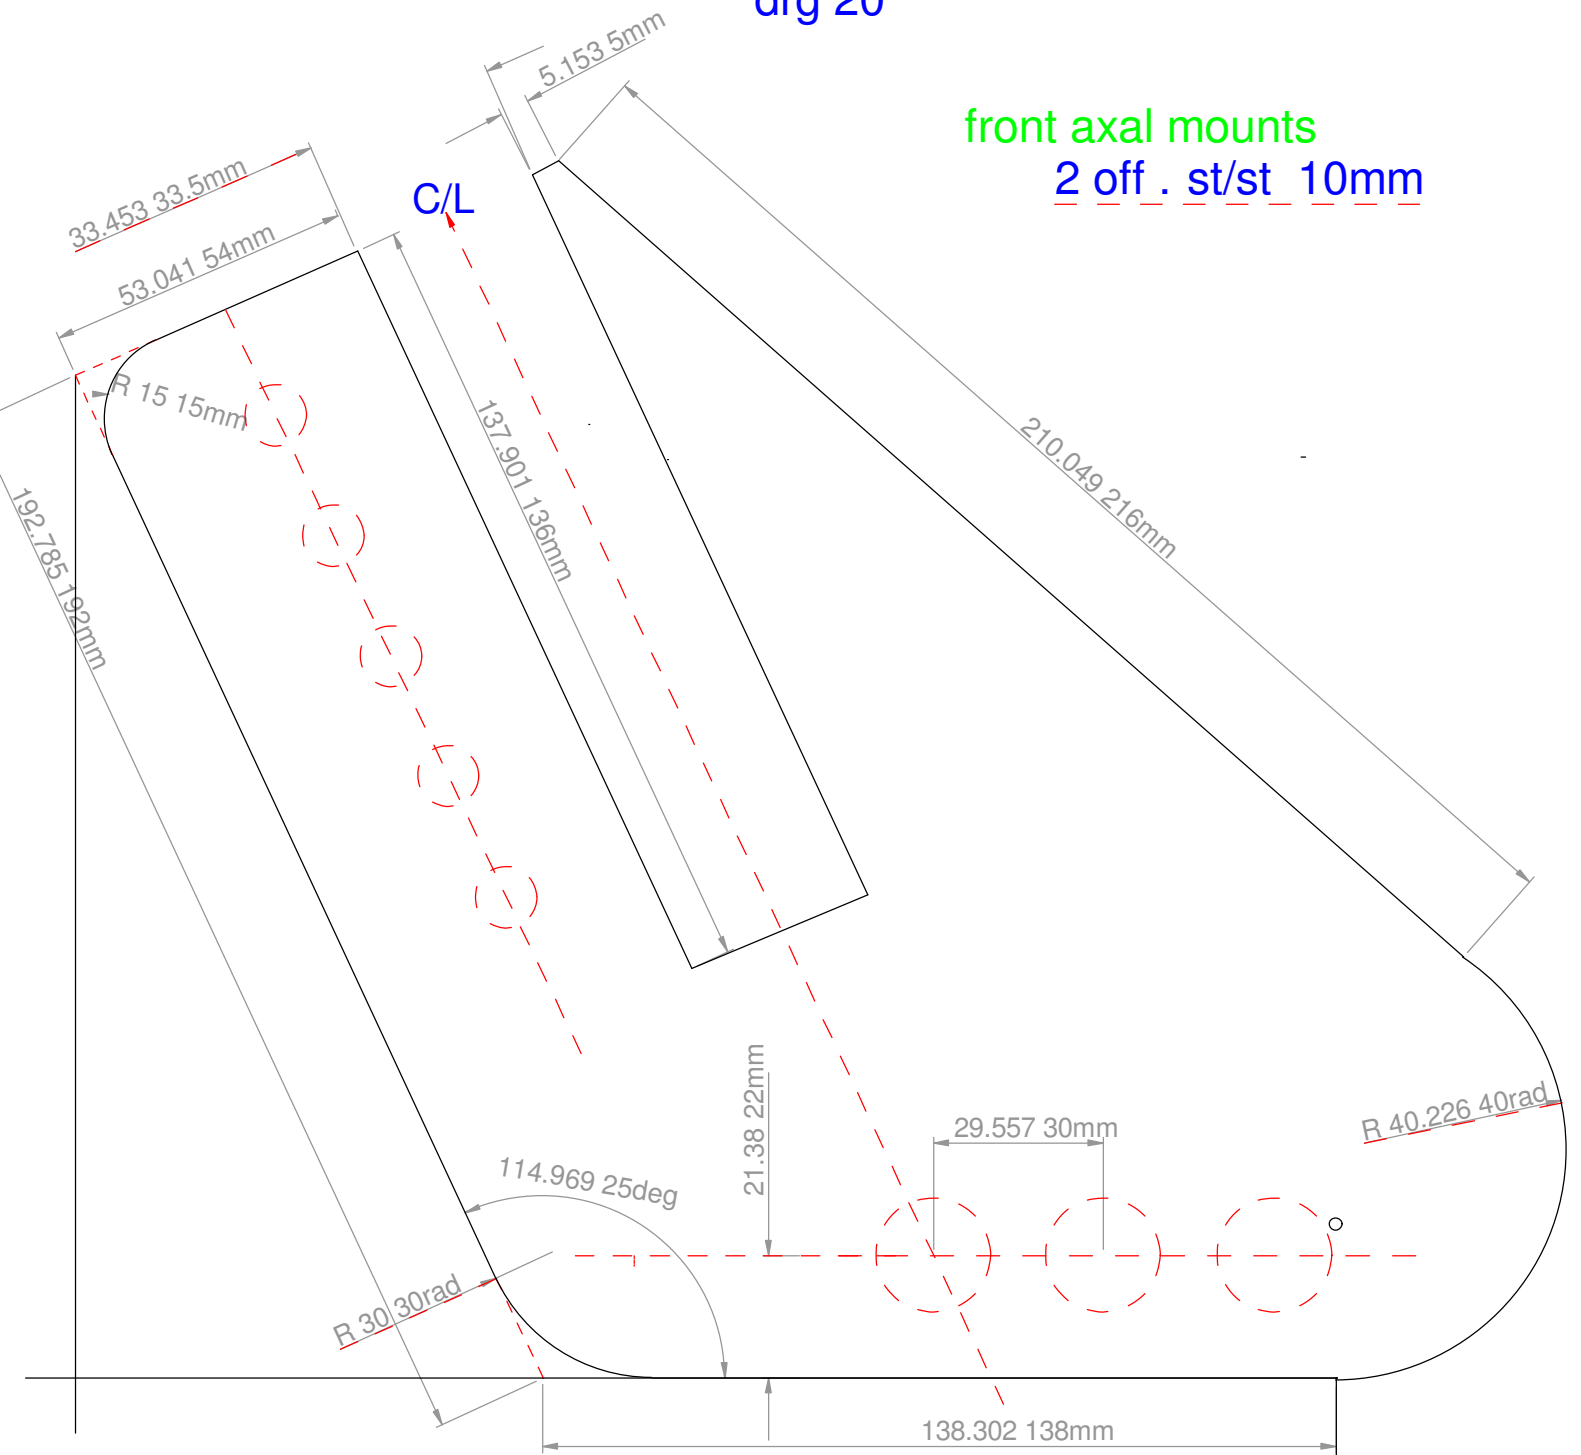 drg 20
5.153 5mm
front axal mounts
2 off . st/st 10mm
33.453 33.5mm
C/L
53.041 54mm
R 15 15mm
137.901 136mm
210.049 216mm
192.785 192mm
21.38 22mm
29.557 30mm
R 40.226 40rad
114.969 25deg
R 30 30rad
138.302 138mm